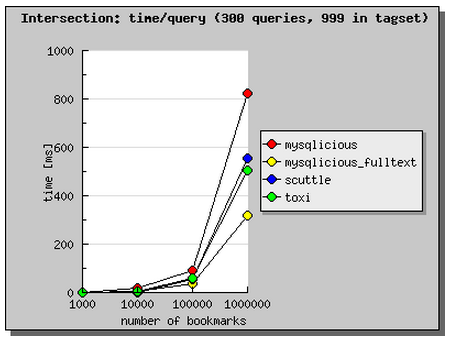 Intersection: time/query (300 queries, 999 in tagset)
1000
800
600
400
200
0
time [ms]
mysqlicious
mysqlicious_fulltext
scuttle
toxi
1000 10000 100000 1000000
number of bookmarks